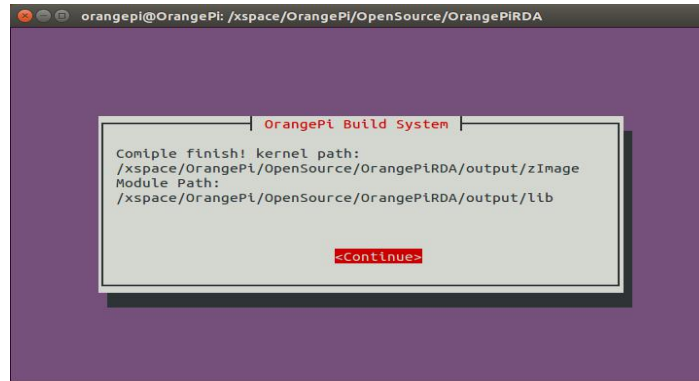 orangepi@OrangePi: /xspace/OrangePi/OpenSource/OrangePiRDA
OrangePi Build System
Comiple finish! kernel path:
/xspace/OrangePi/OpenSource/OrangePiRDA/output/zImage
Module Path:
/xspace/OrangePi/OpenSource/OrangePiRDA/output/lib
<Continue>